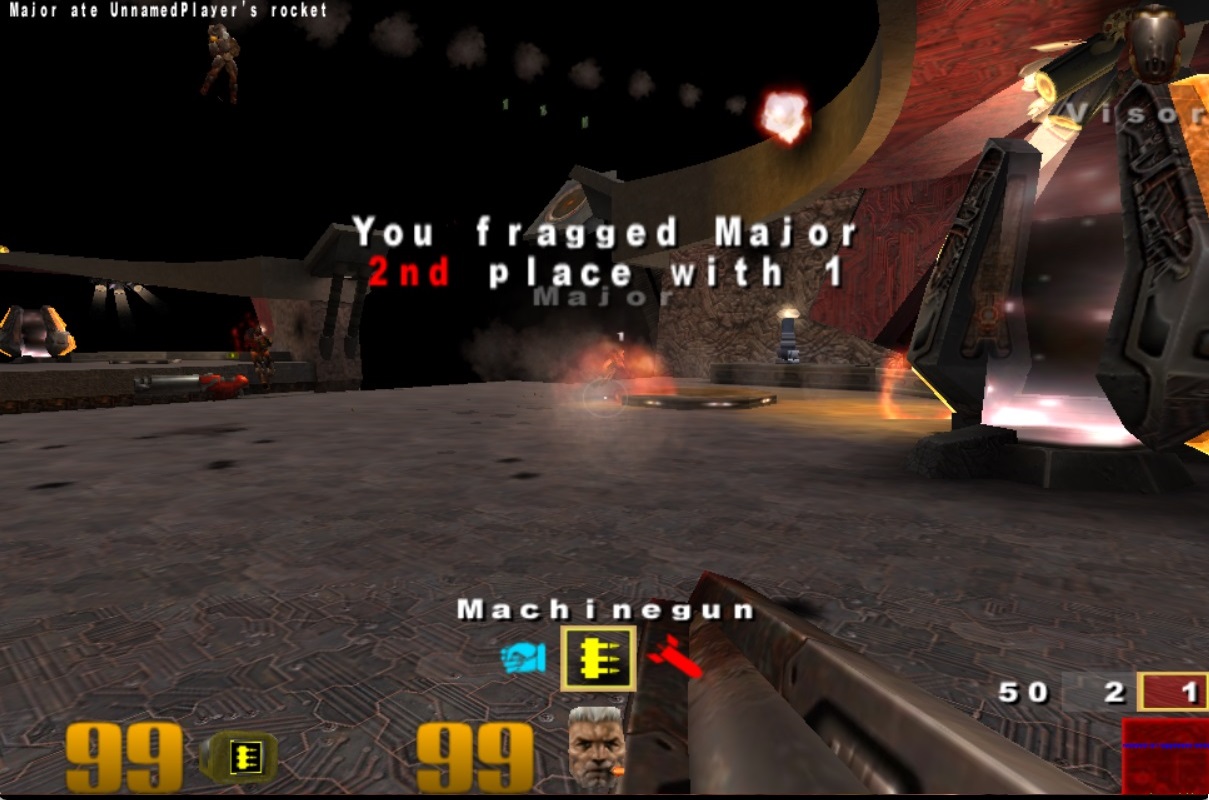 Major ate UnnamedPlayer's rocket
Visor
You fragged Major
2nd place with 1
Major
Machinegun
50 2 1
99 99